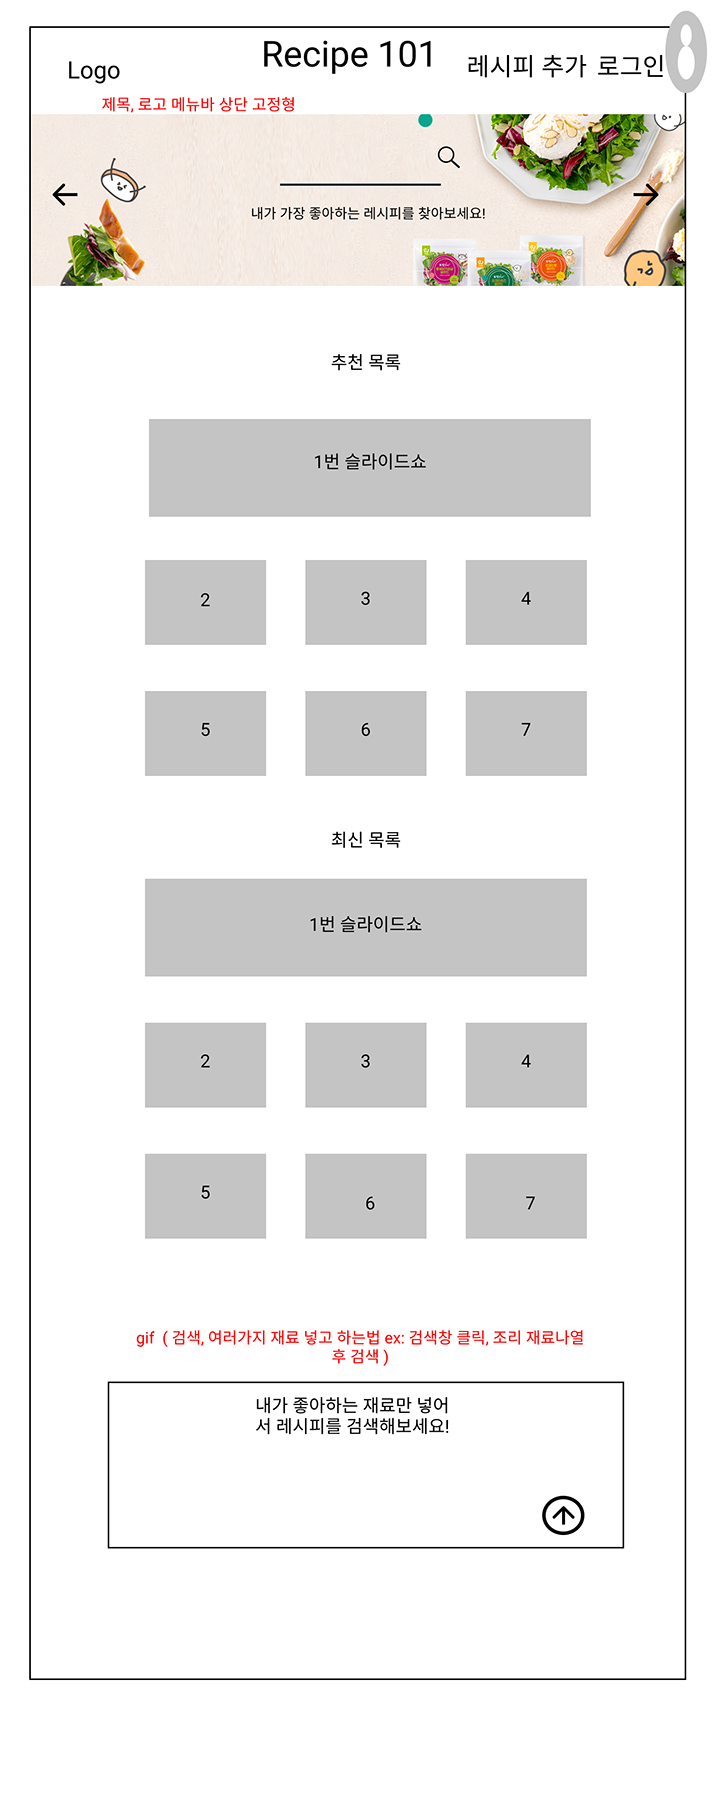 Recipe 101
Logo
레시피 추가 로그인
제목, 로고 메뉴바 상단 고정형
내가 가장 좋아하는 레시피를 찾아보세요!
추천 목록
1번 슬라이드쇼
2
3
4
5
6
7
최신 목록
1번 슬라이드쇼
2
3
4
5
6
7
gif ( 검색, 여러가지 재료 넣고 하는법 ex: 검색창 클릭, 조리 재료나열
후 검색 )
내가 좋아하는 재료만 넣어
서 레시피를 검색해보세요!